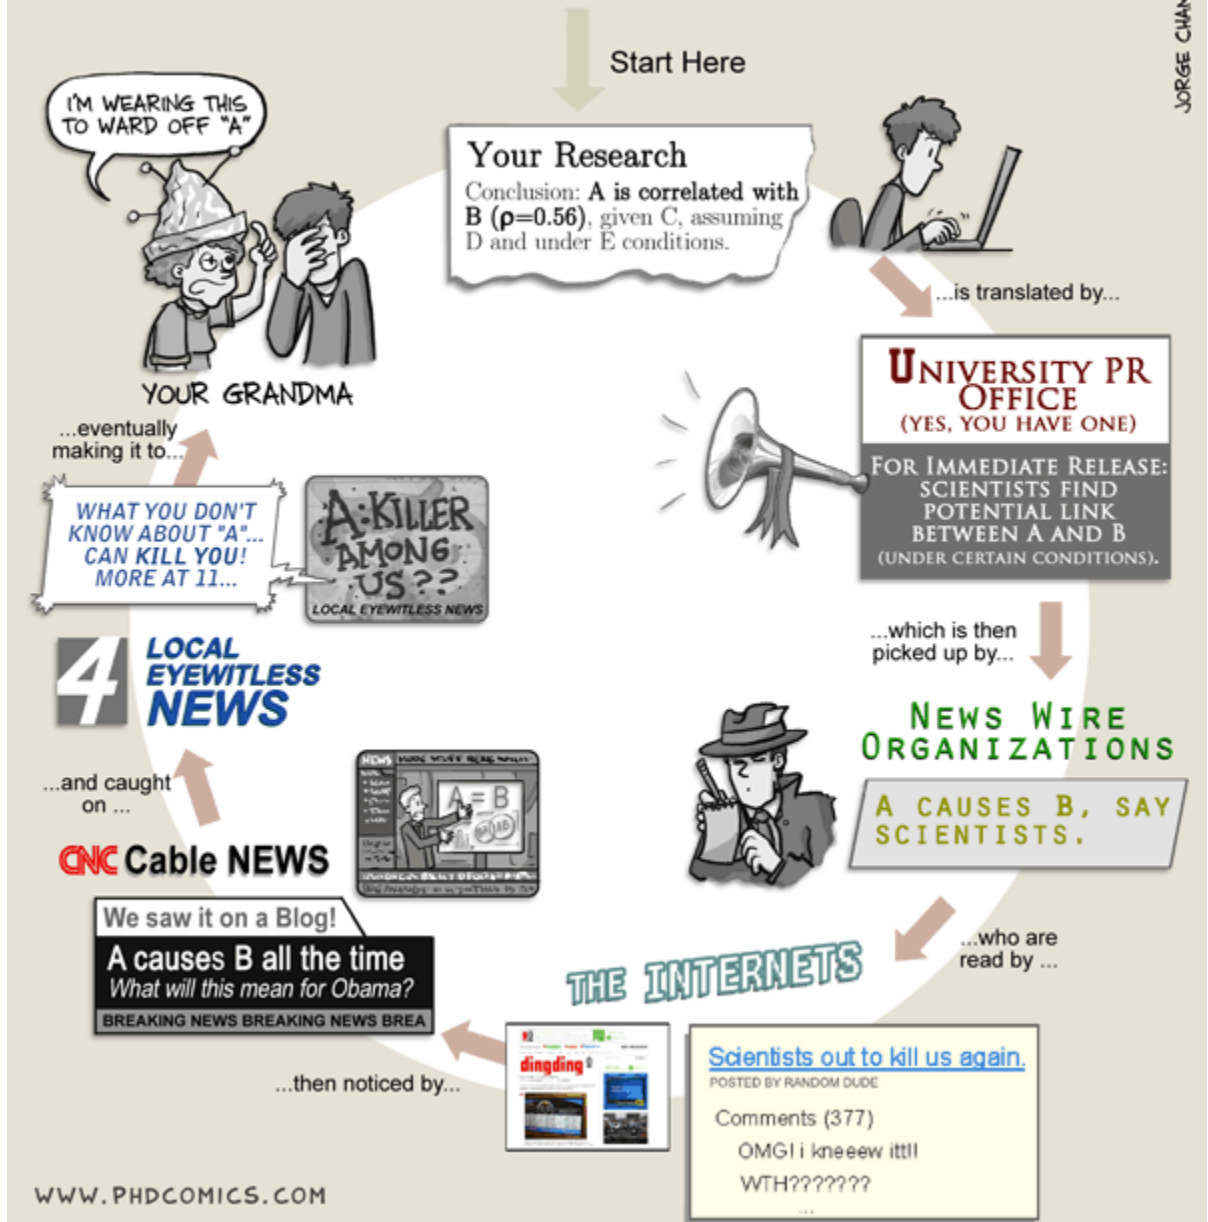 Start Here
JORGE CHAM
Your Research
Conclusion: A is correlated with
B (ρ=0.56), given C, assuming
D and under E conditions.
...is translated by...
UNIVERSITY PR
OFFICE
(YES, YOU HAVE ONE)
FOR IMMEDIATE RELEASE:
SCIENTISTS FIND
POTENTIAL LINK
BETWEEN A AND B
(UNDER CERTAIN CONDITIONS).
...which is then
picked up by...
NEWS WIRE
ORGANIZATIONS
A CAUSES B, SAY
SCIENTISTS.
...who are
read by ...
THE INTERNETS
Scientists out to kill us again.
POSTED BY RANDOM DUDE
Comments (377)
OMG! i kneeew itt!!
WTH???????
...
dingding
...then noticed by...
We saw it on a Blog!
A causes B all the time
What will this mean for Obama?
BREAKING NEWS BREAKING NEWS BREA
CNC Cable NEWS
NEWS
A = B
...and caught
on ...
4 LOCAL
EYEWITLESS
NEWS
WHAT YOU DON'T
KNOW ABOUT "A"...
CAN KILL YOU!
MORE AT 11...
A:KILLER
AMONG
US??
LOCAL EYEWITLESS NEWS
...eventually
making it to...
YOUR GRANDMA
I'M WEARING THIS
TO WARD OFF "A"
WWW.PHDCOMICS.COM